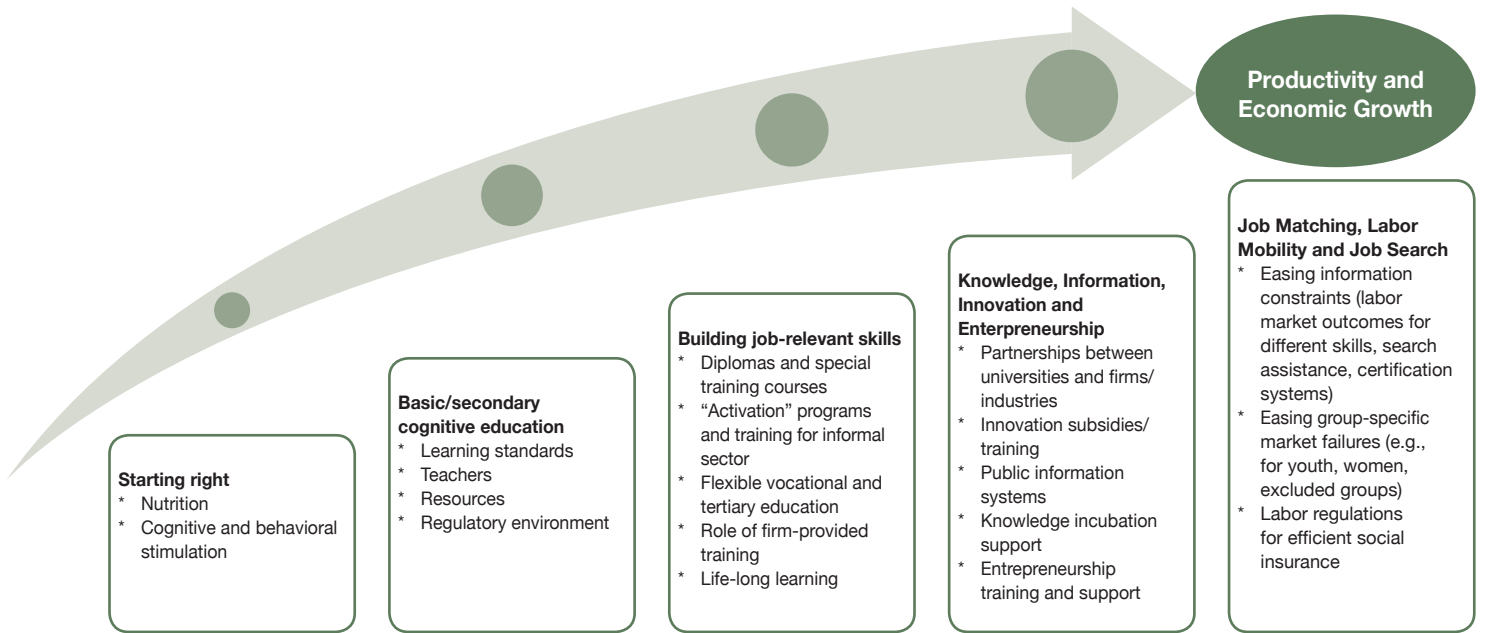 Productivity and
Economic Growth
Starting right
* Nutrition
* Cognitive and behavioral
stimulation
Basic/secondary
cognitive education
* Learning standards
* Teachers
* Resources
* Regulatory environment
Building job-relevant skills
* Diplomas and special
training courses
* “Activation” programs
and training for informal
sector
* Flexible vocational and
tertiary education
* Role of firm-provided
training
* Life-long learning
Knowledge, Information,
Innovation and
Enterpreneurship
* Partnerships between
universities and firms/
industries
* Innovation subsidies/
training
* Public information
systems
* Knowledge incubation
support
* Entrepreneurship
training and support
Job Matching, Labor
Mobility and Job Search
* Easing information
constraints (labor
market outcomes for
different skills, search
assistance, certification
systems)
* Easing group-specific
market failures (e.g.,
for youth, women,
excluded groups)
* Labor regulations
for efficient social
insurance